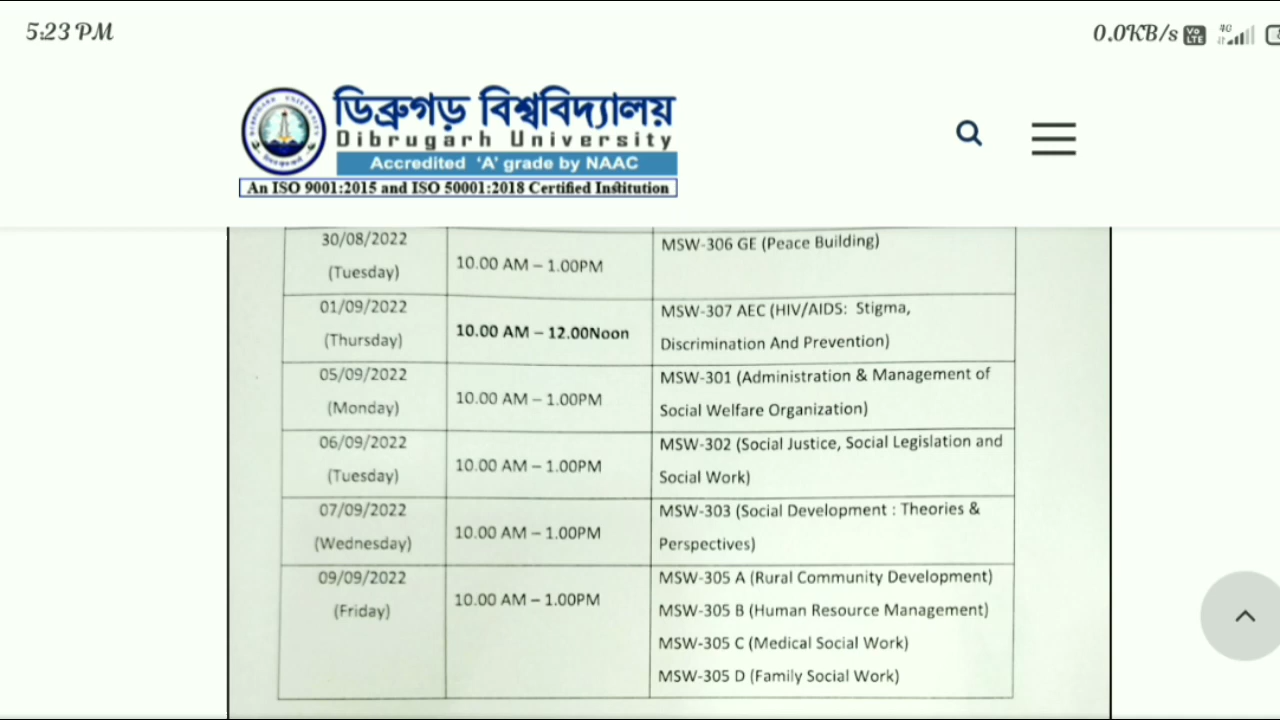 5:23 PM
0.0KB/s VO LTE 4G
ডিব্রুগড় বিশ্ববিদ্যালয়
Dibrugarh University
Accredited 'A' grade by NAAC
An ISO 9001:2015 and ISO 50001:2018 Certified Institution
DIBRUGARH UNIVERSITY
30/08/2022
(Tuesday)
10.00 AM – 1.00PM
MSW-306 GE (Peace Building)
01/09/2022
(Thursday)
10.00 AM – 12.00Noon
MSW-307 AEC (HIV/AIDS: Stigma,
Discrimination And Prevention)
05/09/2022
(Monday)
10.00 AM – 1.00PM
MSW-301 (Administration & Management of
Social Welfare Organization)
06/09/2022
(Tuesday)
10.00 AM – 1.00PM
MSW-302 (Social Justice, Social Legislation and
Social Work)
07/09/2022
(Wednesday)
10.00 AM – 1.00PM
MSW-303 (Social Development : Theories &
Perspectives)
09/09/2022
(Friday)
10.00 AM – 1.00PM
MSW-305 A (Rural Community Development)
MSW-305 B (Human Resource Management)
MSW-305 C (Medical Social Work)
MSW-305 D (Family Social Work)